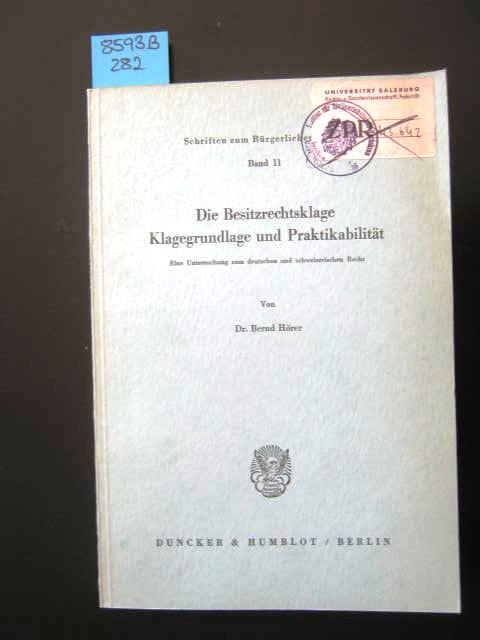 8593B
282
UNIVERSITÄT SALZBURG
Schriften zum Bürgerlichen
ZPR
Band 11
Die Besitzrechtsklage
Klagegrundlage und Praktikabilität
Eine Untersuchung zum deutschen und schweizerischen Recht
Von
Dr. Bernd Hörer
DUNCKER & HUMBLOT / BERLIN